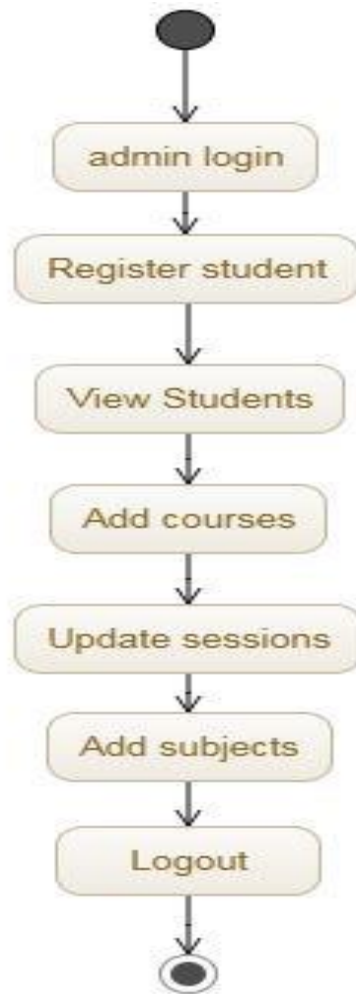 admin login
Register student
View Students
Add courses
Update sessions
Add subjects
Logout